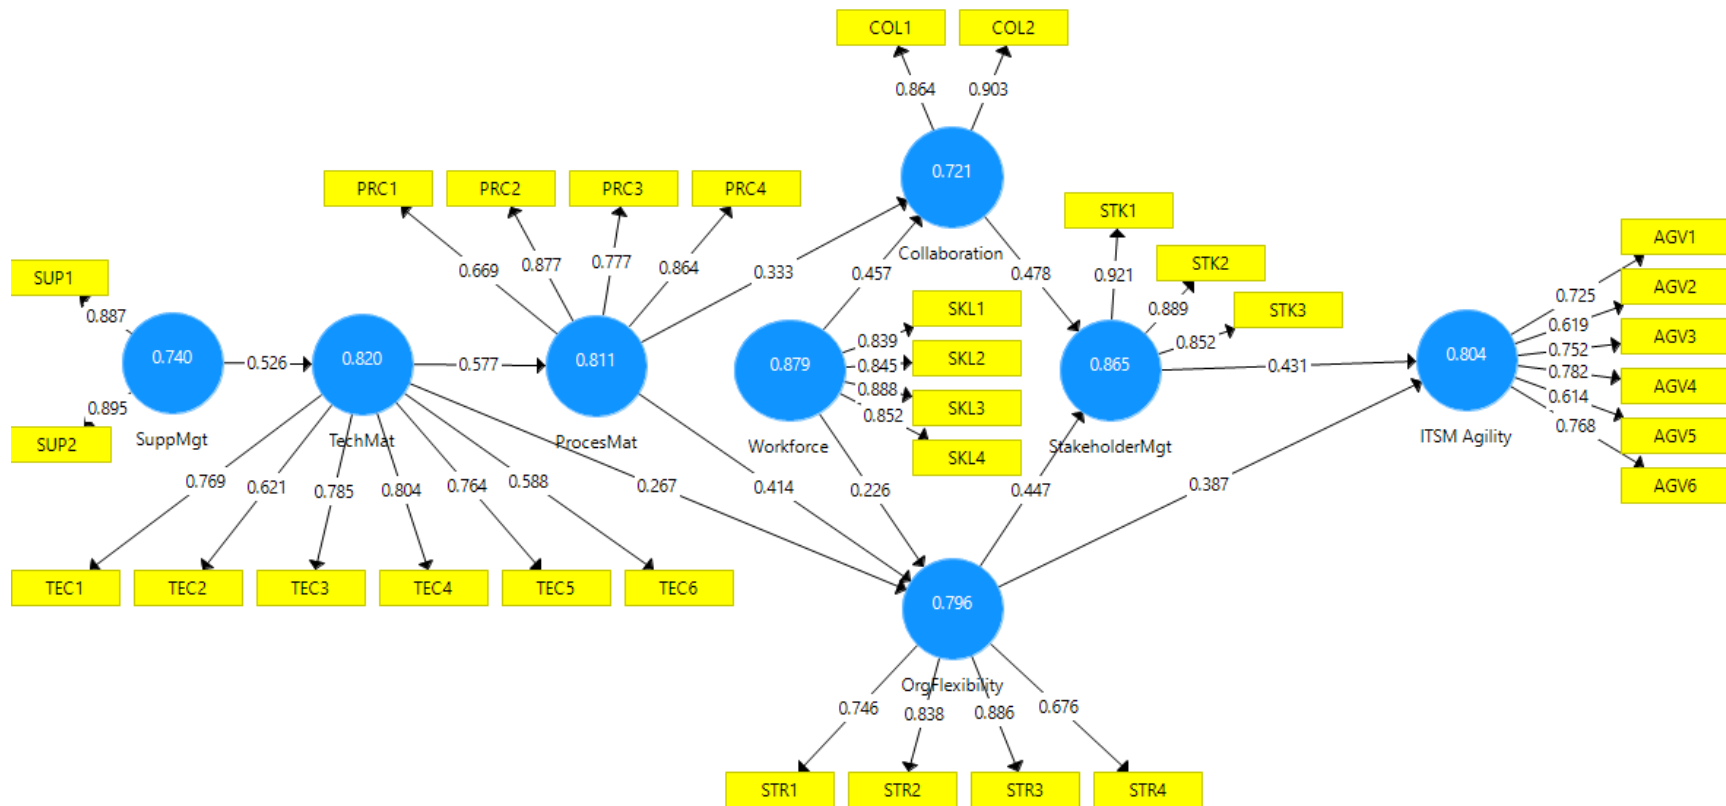 COL1 COL2
0.864 0.903
0.721
Collaboration
PRC1 PRC2 PRC3 PRC4
0.669 0.877 0.777 0.864
0.333 0.457 0.478
STK1
0.921
STK2
0.889
STK3
0.852
AGV1
0.725
AGV2
0.619
AGV3
0.752
AGV4
0.782
AGV5
0.614
AGV6
0.768
SUP1
0.887
0.740
0.895
SUP2
SuppMgt
0.526
0.820
TechMat
0.577
0.811
ProcesMat
0.879
Workforce
SKL1
0.839
SKL2
0.845
SKL3
0.888
SKL4
0.852
0.865
StakeholderMgt
0.431
0.804
ITSM Agility
0.769 0.621 0.785 0.804 0.764 0.588
0.267 0.414 0.226 0.447 0.387
TEC1 TEC2 TEC3 TEC4 TEC5 TEC6
0.796
OrgFlexibility
0.746 0.838 0.886 0.676
STR1 STR2 STR3 STR4